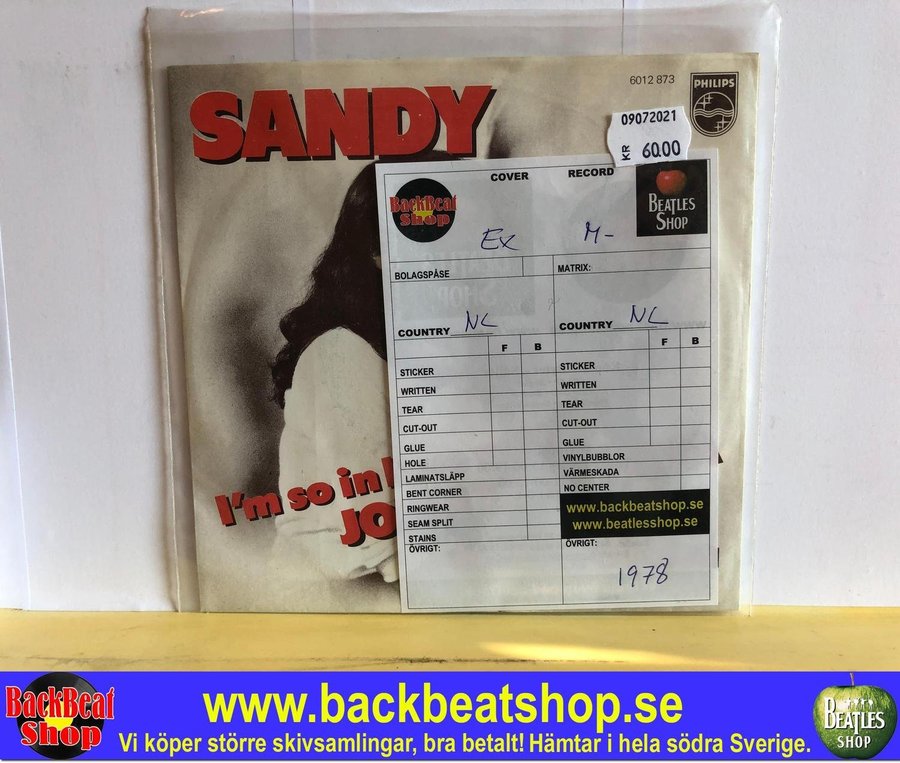 SANDY
6012 873
PHILIPS
09072021
KR 60.00
COVER
RECORD
BackBeat
Shop
BEATLES
SHOP
Ex
M-
BOLAGSPÅSE
MATRIX:
COUNTRY NL
COUNTRY NL
F B
F B
STICKER
STICKER
WRITTEN
WRITTEN
TEAR
TEAR
CUT-OUT
CUT-OUT
GLUE
GLUE
HOLE
VINYLBUBBLOR
LAMINATSLÄPP
VÄRMESKADA
BENT CORNER
NO CENTER
RINGWEAR
www.backbeatshop.se
SEAM SPLIT
www.beatlesshop.se
STAINS
ÖVRIGT:
ÖVRIGT:
1978
I'm so in
JO
BackBeat
Shop
www.backbeatshop.se
Vi köper större skivsamlingar, bra betalt! Hämtar i hela södra Sverige.
BEATLES
SHOP